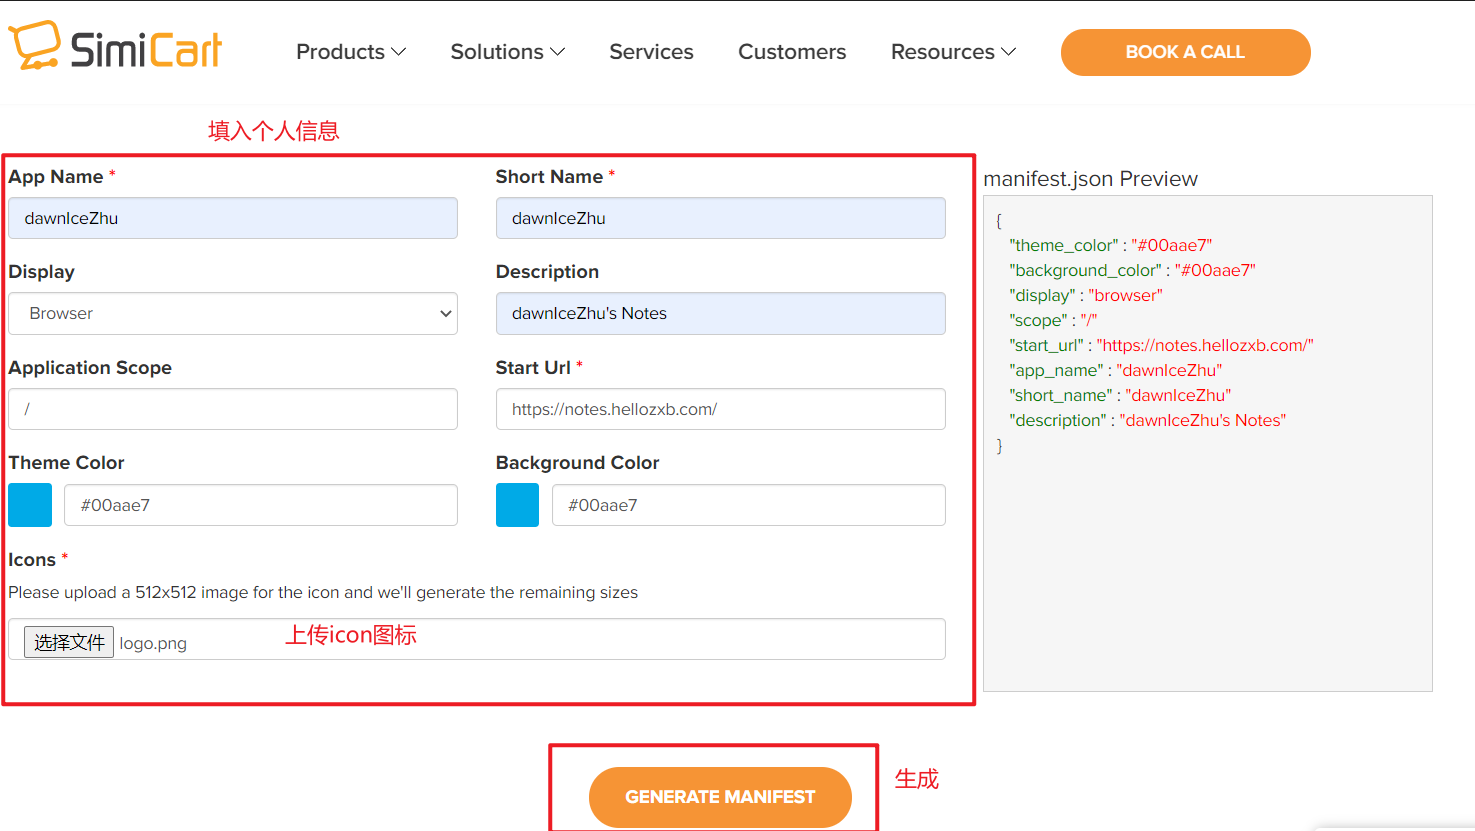 SimiCart
Products
Solutions
Services
Customers
Resources
BOOK A CALL
填入个人信息
App Name *
Short Name *
dawnIceZhu
dawnIceZhu
Display
Description
Browser
dawnIceZhu's Notes
Application Scope
Start Url *
/
https://notes.hellozxb.com/
Theme Color
Background Color
#00aae7
#00aae7
Icons *
Please upload a 512x512 image for the icon and we'll generate the remaining sizes
选择文件 logo.png
上传icon图标
manifest.json Preview
{
"theme_color" : "#00aae7"
"background_color" : "#00aae7"
"display" : "browser"
"scope" : "/"
"start_url" : "https://notes.hellozxb.com/"
"app_name" : "dawnIceZhu"
"short_name" : "dawnIceZhu"
"description" : "dawnIceZhu's Notes"
}
GENERATE MANIFEST
生成